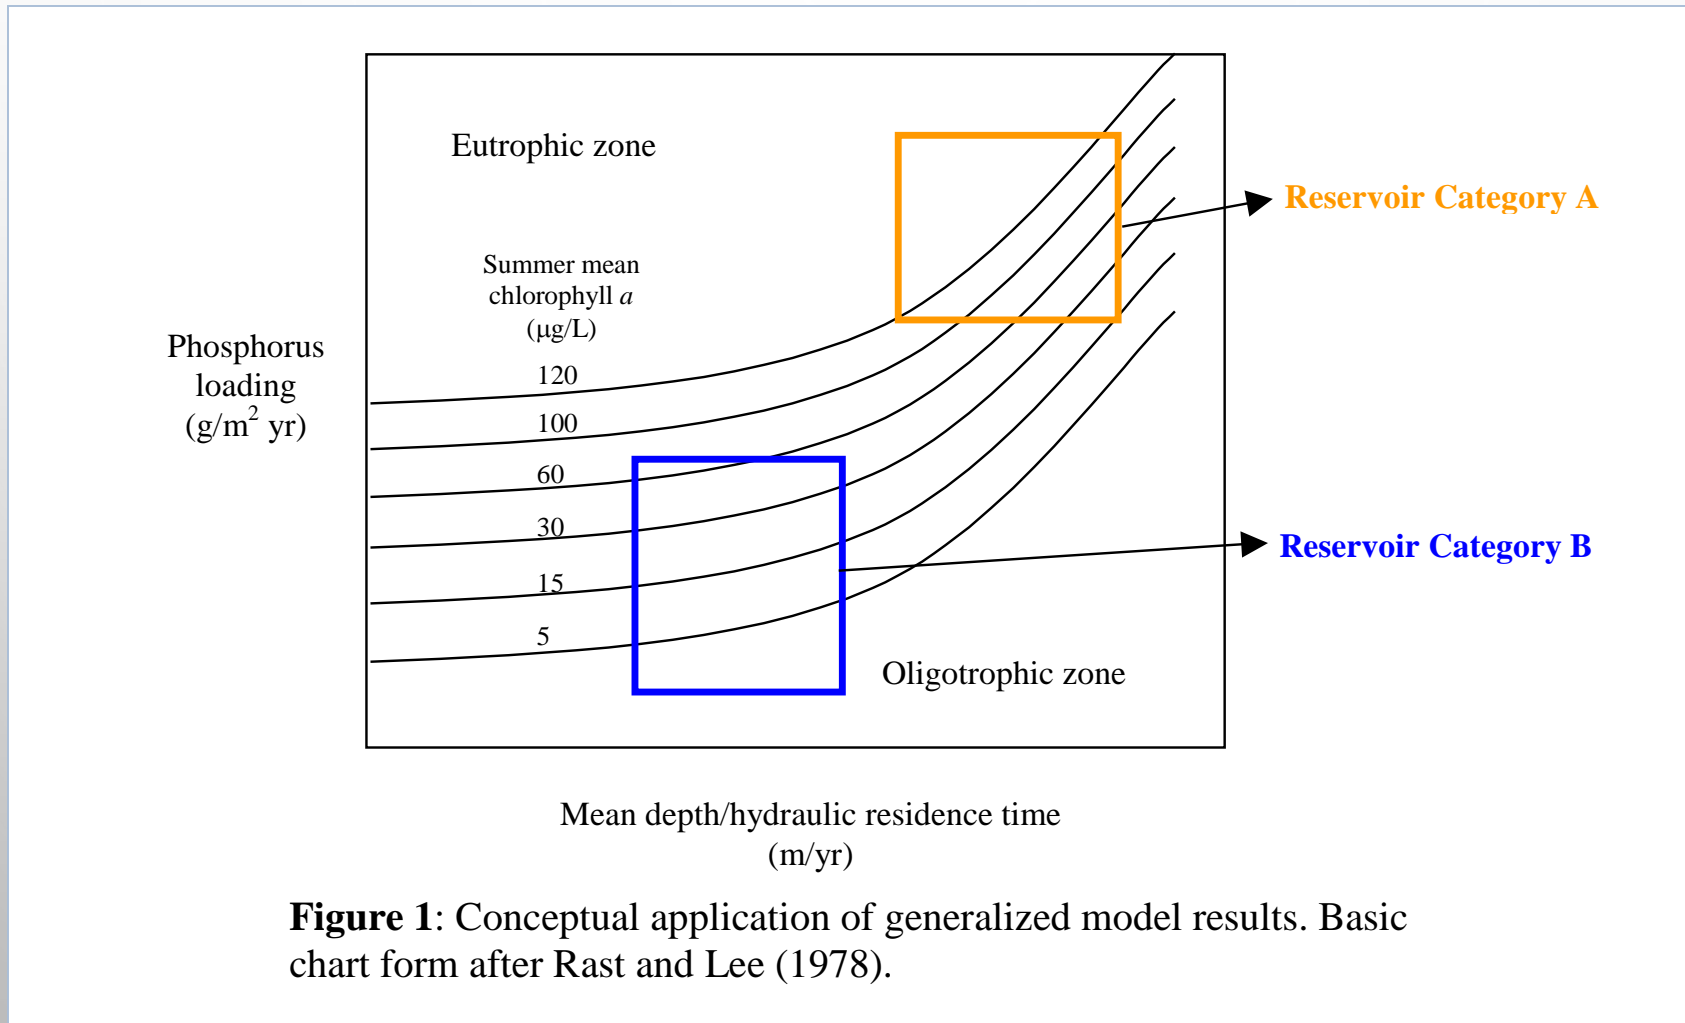 Eutrophic zone
Reservoir Category A
Summer mean
chlorophyll a
(μg/L)
Phosphorus
loading
(g/m² yr)
120
100
60
30
15
5
Reservoir Category B
Oligotrophic zone
Mean depth/hydraulic residence time
(m/yr)
Figure 1: Conceptual application of generalized model results. Basic
chart form after Rast and Lee (1978).